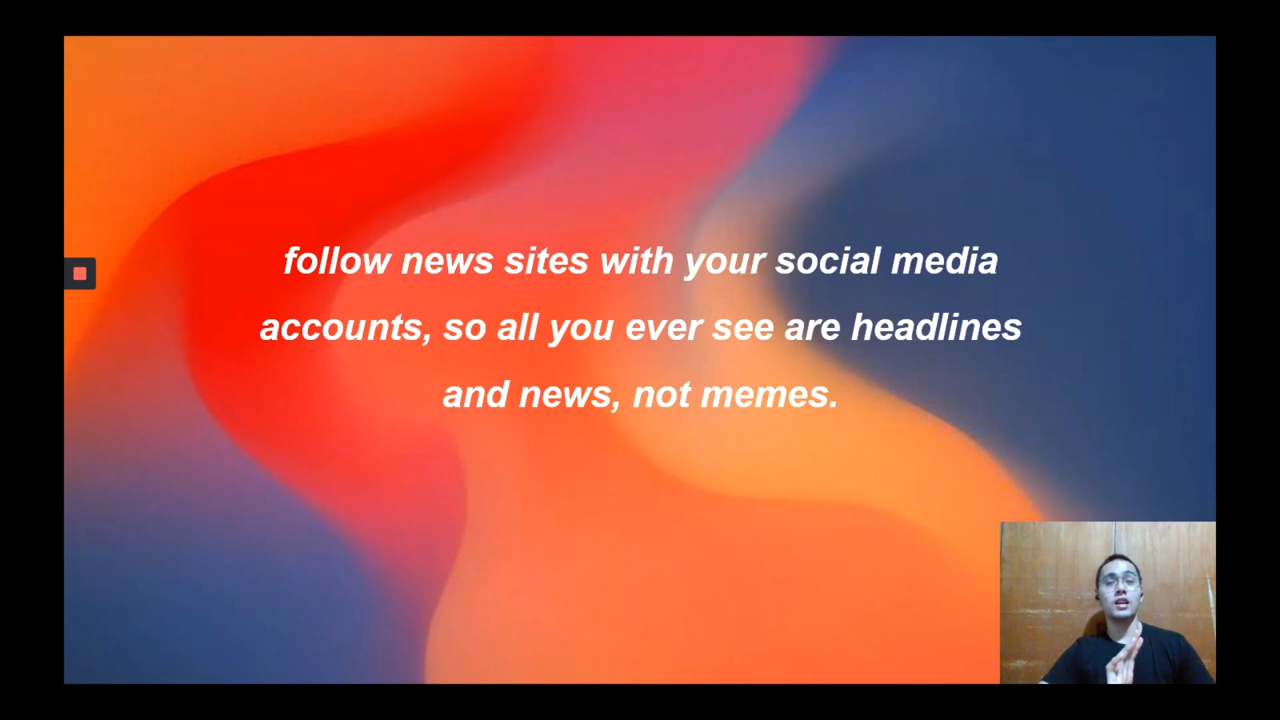 follow news sites with your social media
accounts, so all you ever see are headlines
and news, not memes.